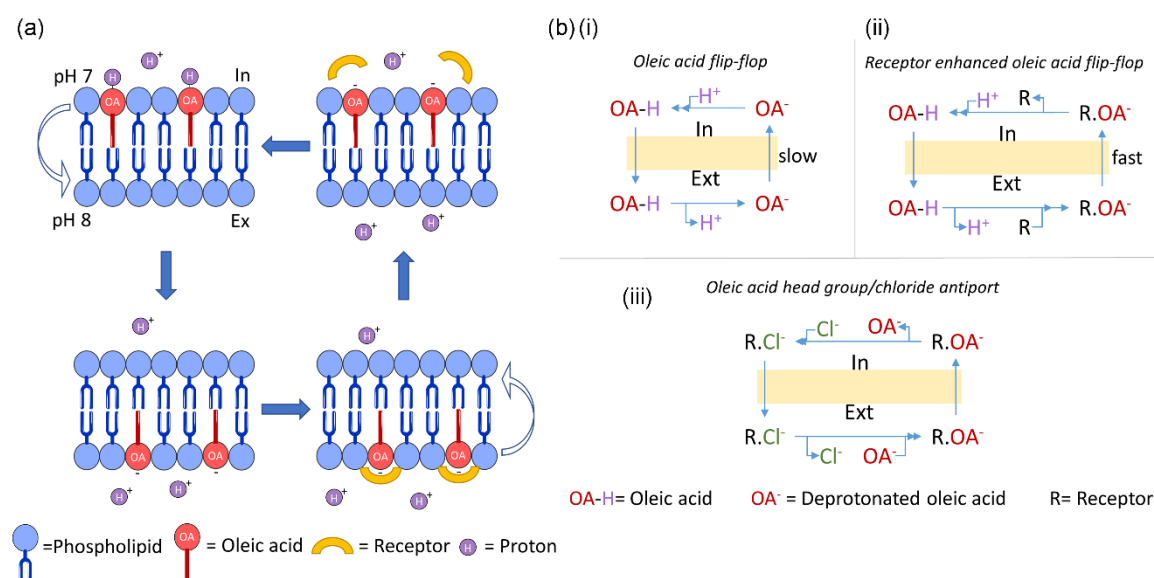 (a)
H
+
pH 7
H
H
In
OA
OA
pH 8
Ex
H
+
-
-
OA
OA
H
+
H
+
H
+
OA
OA
-
-
H
+
H
+
H
+
OA
OA
-
-
H
+
H
+
=Phospholipid
OA
= Oleic acid
= Receptor
H
= Proton
(b) (i)
Oleic acid flip-flop
OA-H
H+
OA-
In
slow
Ext
OA-H
H+
OA-
(ii)
Receptor enhanced oleic acid flip-flop
OA-H
H+
R
R.OA-
In
fast
Ext
OA-H
H+
R
R.OA-
(iii)
Oleic acid head group/chloride antiport
R.Cl-
Cl-
OA-
R.OA-
In
Ext
R.Cl-
Cl-
OA-
R.OA-
OA-H= Oleic acid
OA- = Deprotonated oleic acid
R= Receptor